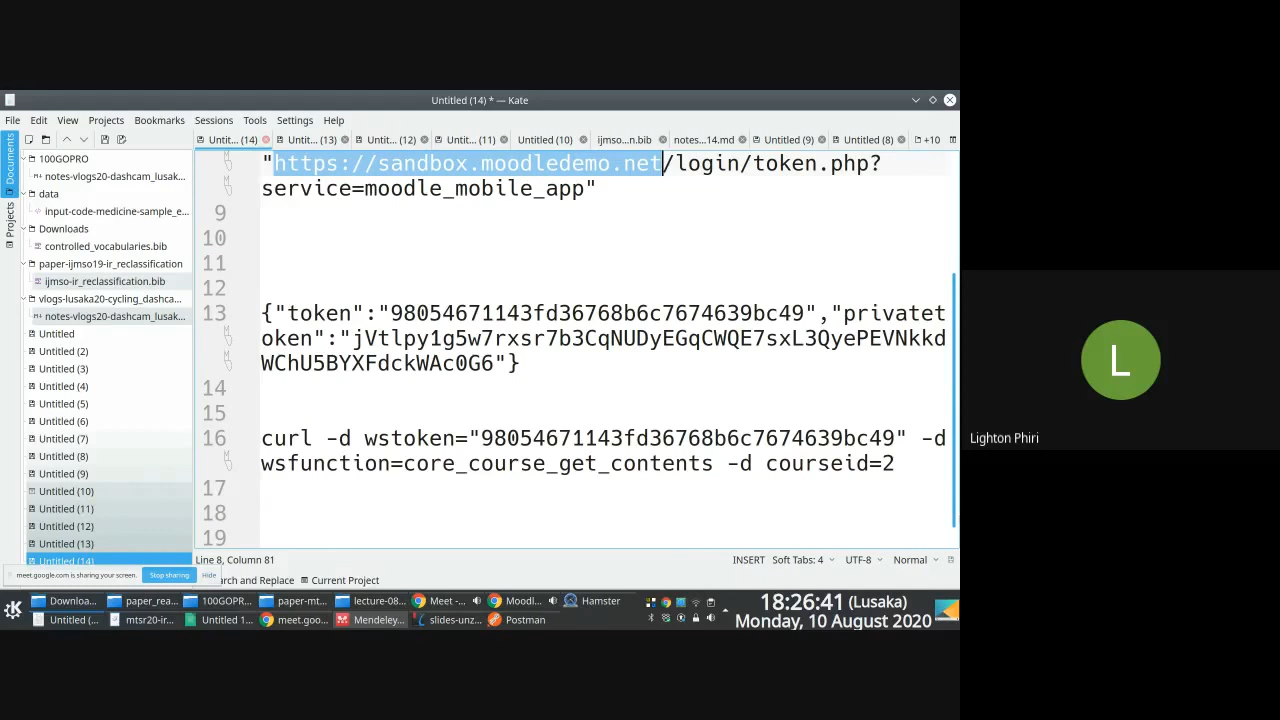 Untitled (14) * — Kate
File Edit View Projects Bookmarks Sessions Tools Settings Help
Untit... (14) Untit... (13) Untit... (12) Untit... (11) Untitled (10) ijmso...n.bib notes...14.md Untitled (9) Untitled (8) +10
Documents
Projects
100GOPRO
notes-vlogs20-dashcam_lusak...
data
input-code-medicine-sample_e...
Downloads
controlled_vocabularies.bib
paper-ijmso19-ir_reclassification
ijmso-ir_reclassification.bib
vlogs-lusaka20-cycling_dashca...
notes-vlogs20-dashcam_lusak...
Untitled
Untitled (2)
Untitled (3)
Untitled (4)
Untitled (5)
Untitled (6)
Untitled (7)
Untitled (8)
Untitled (9)
Untitled (10)
Untitled (11)
Untitled (12)
Untitled (13)
Untitled (14)
"https://sandbox.moodledemo.net/login/token.php?
service=moodle_mobile_app"
9
10
11
12
13 {"token":"98054671143fd36768b6c7674639bc49","privatet
oken":"jVtlpy1g5w7rxsr7b3CqNUDyEGqCWQE7sxL3QyePEVNkkd
WChU5BYXFdckWAc0G6"}
14
15
16 curl -d wstoken="98054671143fd36768b6c7674639bc49" -d
wsfunction=core_course_get_contents -d courseid=2
17
18
19
Line 8, Column 81 INSERT Soft Tabs: 4 UTF-8 Normal
meet.google.com is sharing your screen. Stop sharing Hide
rch and Replace Current Project
Downloa... paper_rea... 100GOPR... paper-mt... lecture-08... Meet -... Moodl... Hamster
Untitled (... mtsr20-ir... Untitled 1... meet.goo... Mendeley... slides-unz... Postman
18:26:41 (Lusaka)
Monday, 10 August 2020
L
Lighton Phiri